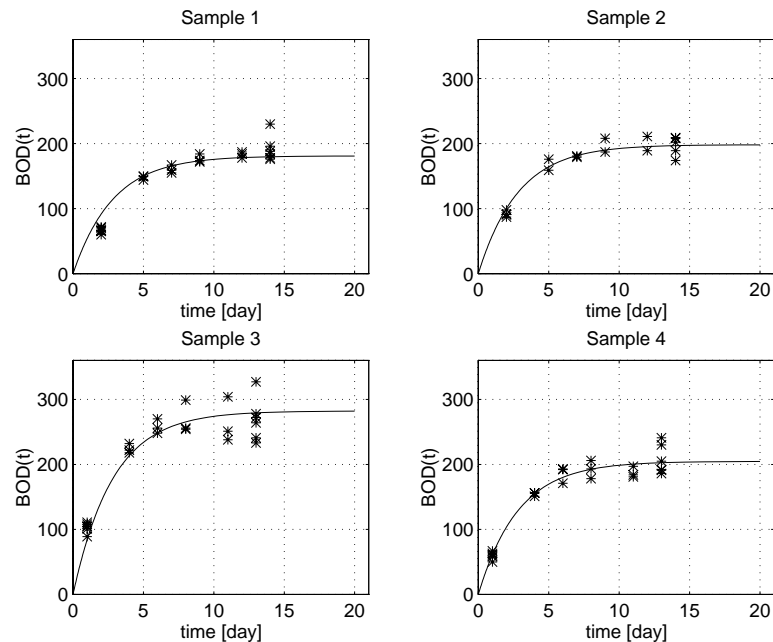 Sample 1
BOD(t)
300
200
100
0
0 5 10 15 20
time [day]
Sample 2
BOD(t)
300
200
100
0
0 5 10 15 20
time [day]
Sample 3
BOD(t)
300
200
100
0
0 5 10 15 20
time [day]
Sample 4
BOD(t)
300
200
100
0
0 5 10 15 20
time [day]